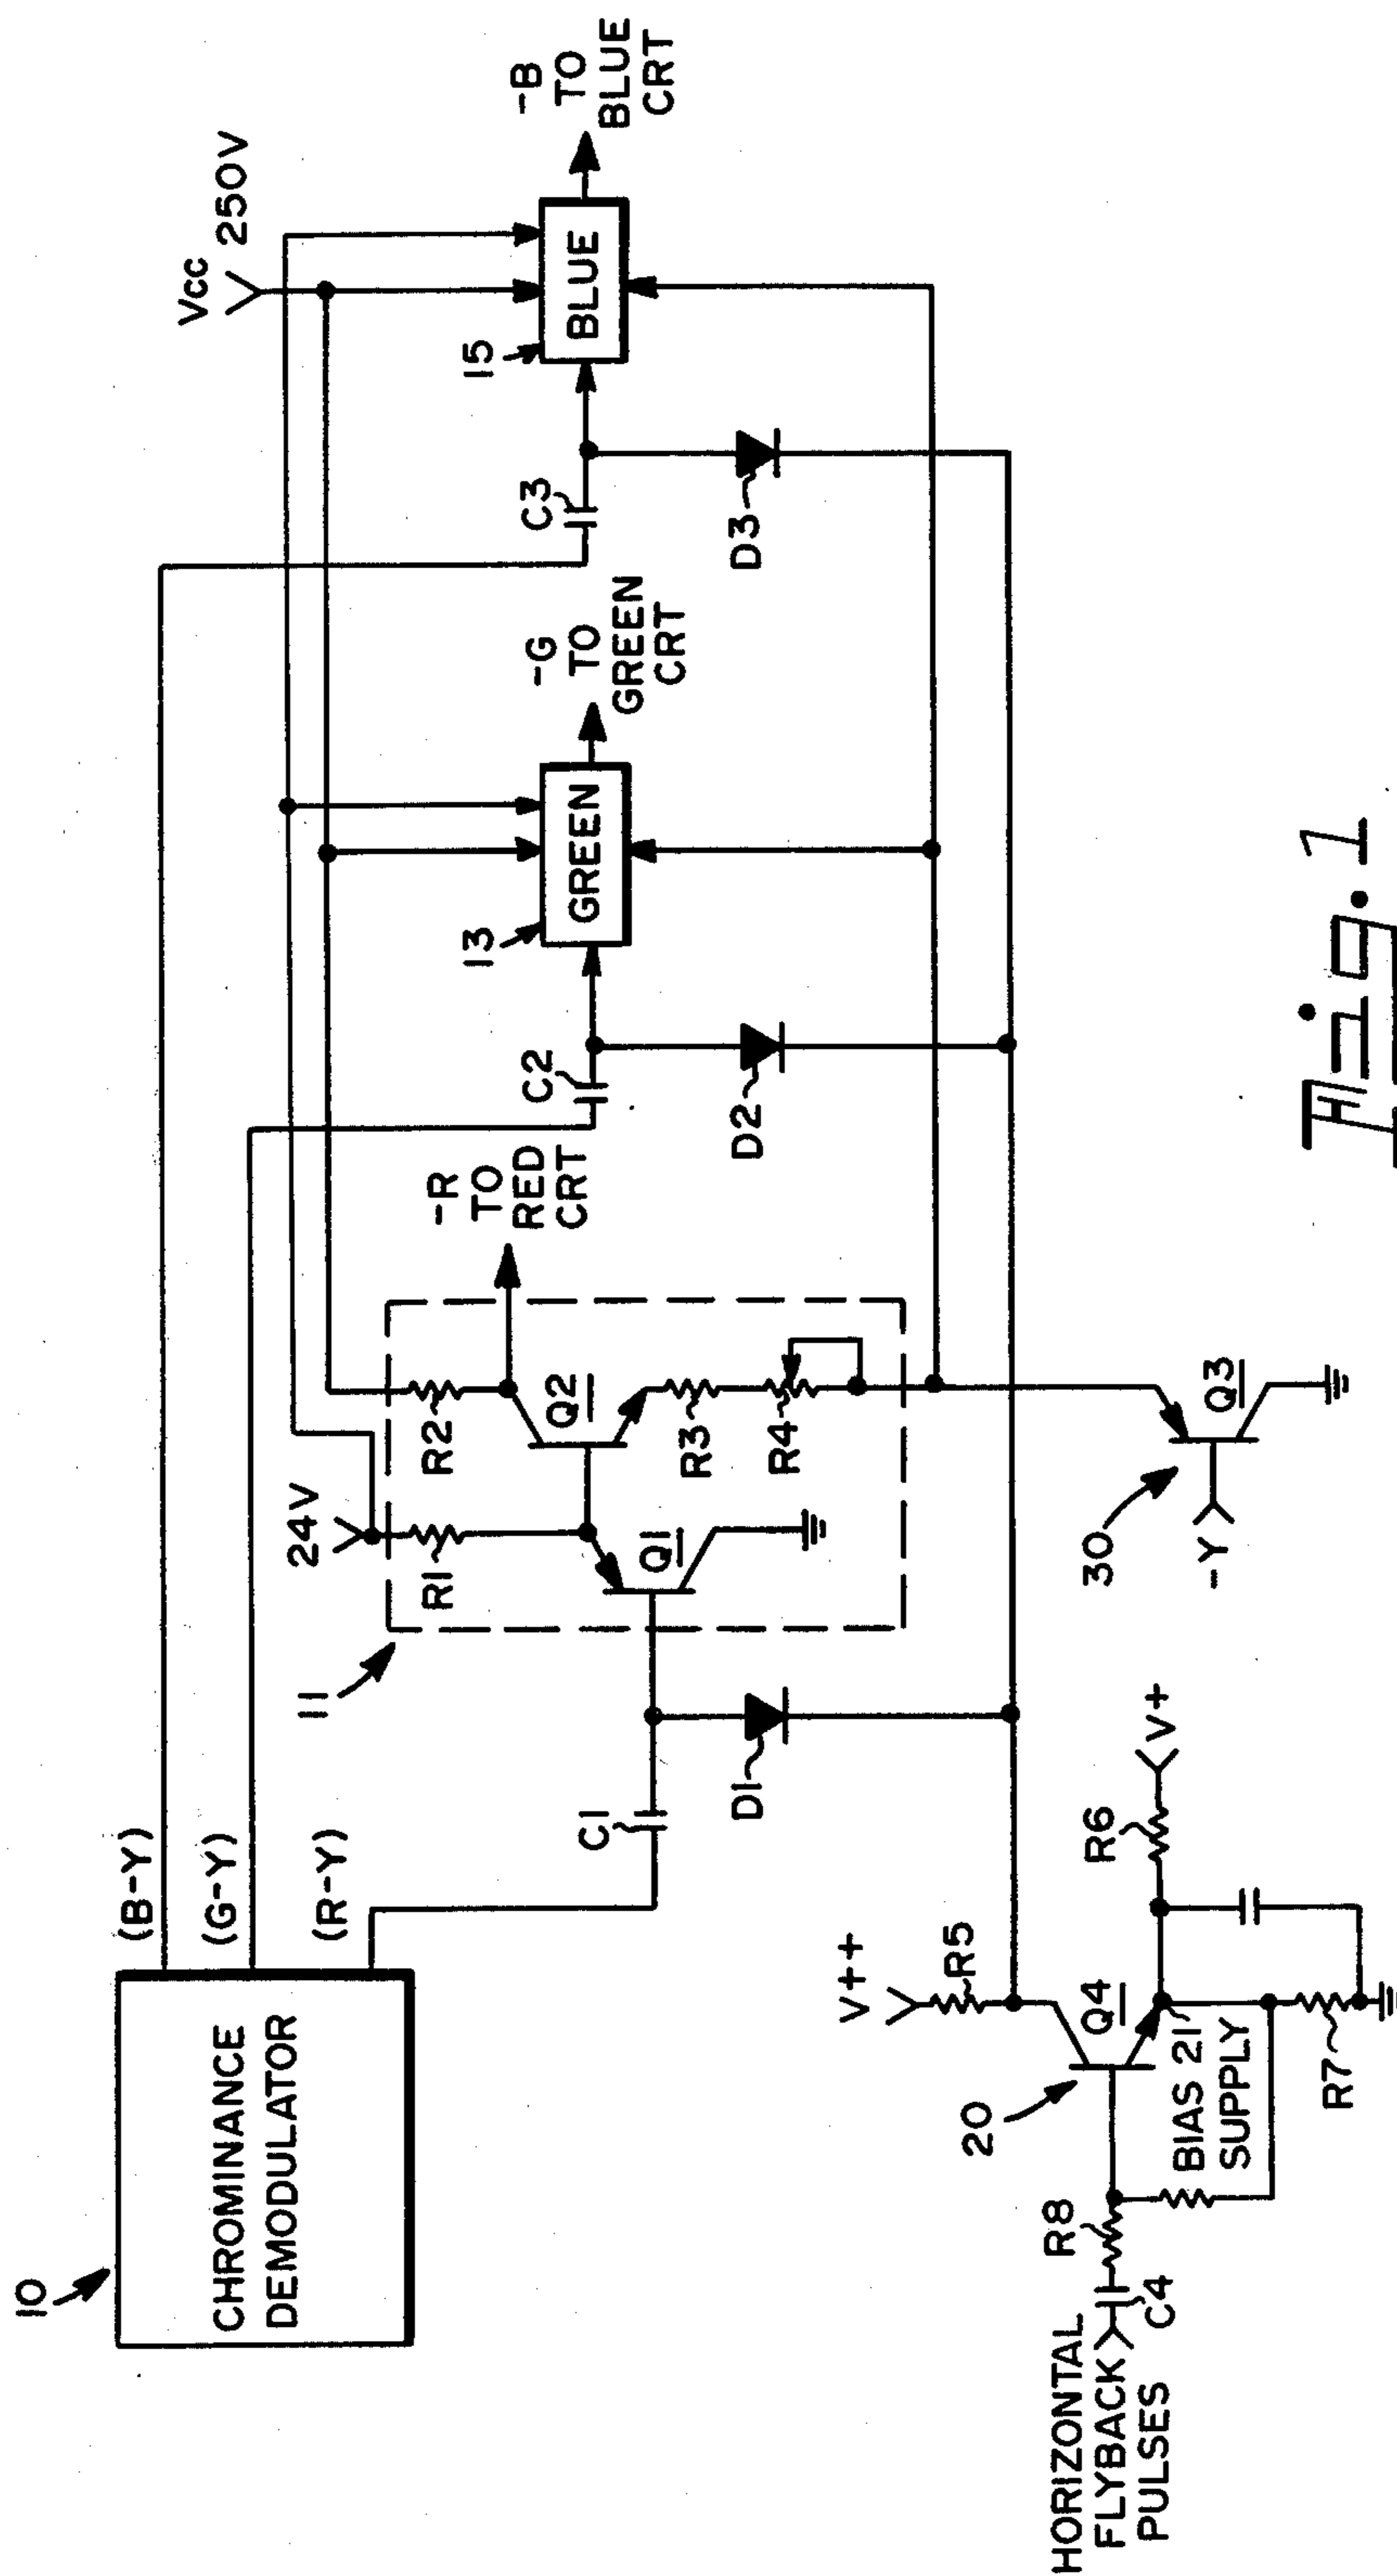 10
CHROMINANCE
DEMODULATOR
(B-Y)
(G-Y)
(R-Y)
11
24V
R1
R2
Q1
Q2
R3
R4
-R
TO
RED
CRT
C1
D1
C2
D2
13
GREEN
-G
TO
GREEN
CRT
C3
D3
15
BLUE
Vcc
250V
-B
TO
BLUE
CRT
HORIZONTAL
FLYBACK
PULSES
C4
R8
20
V++
R5
Q4
BIAS 21
SUPPLY
R7
R6
V+
30
-Y
Q3
Fig. 1